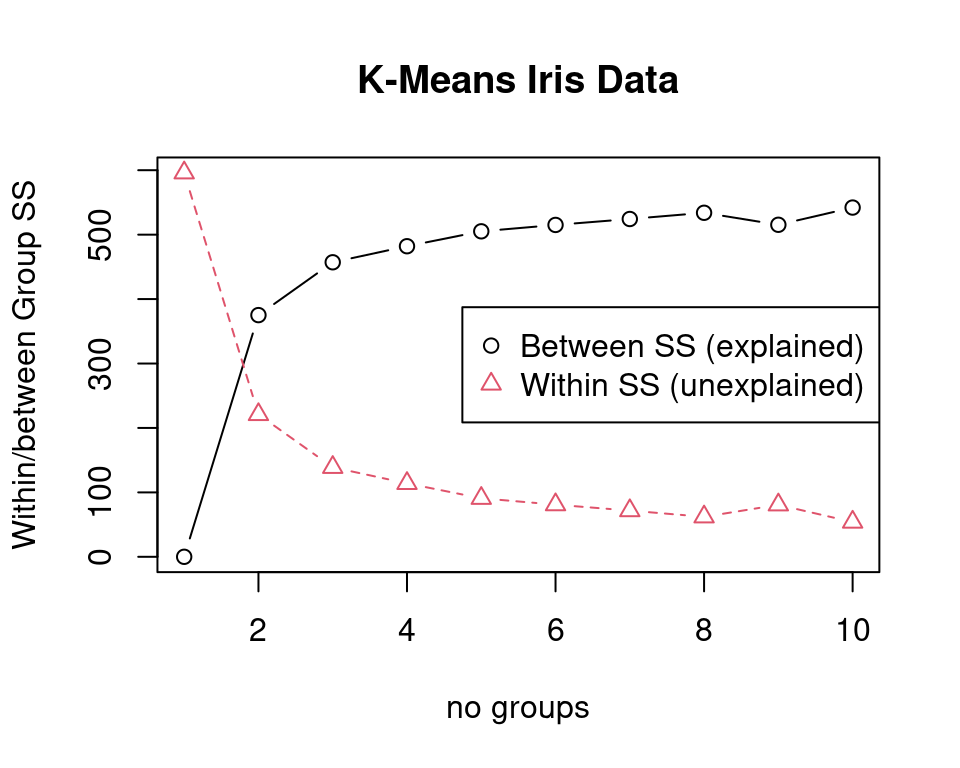 K-Means Iris Data
Within/between Group SS
500
300
100
0
Between SS (explained)
Within SS (unexplained)
2 4 6 8 10
no groups